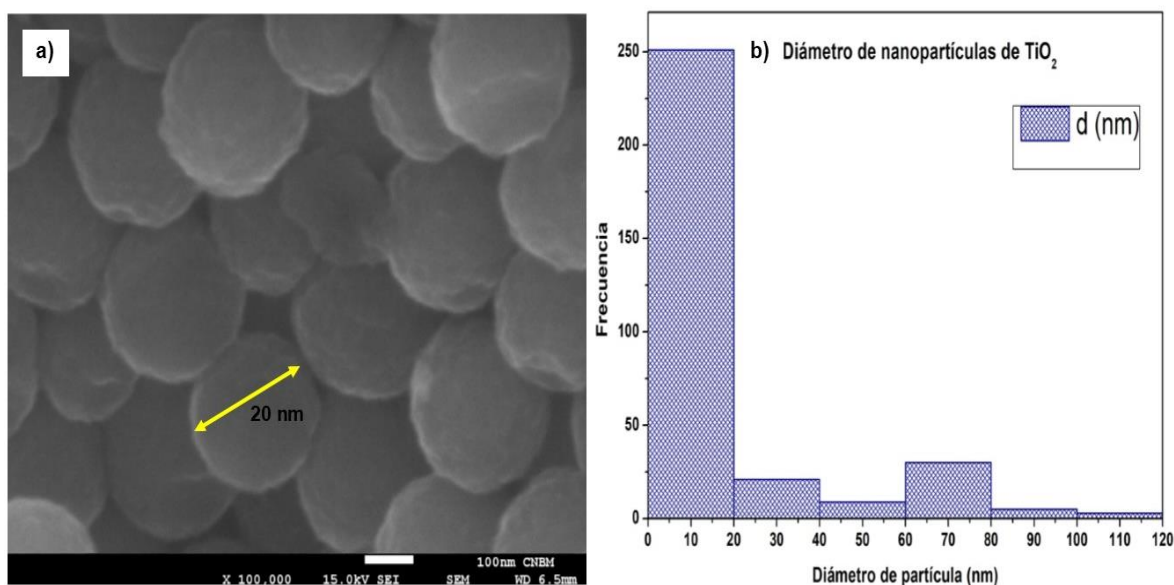 a)
20 nm
100nm CNBM
X 100,000 15.0kV SEI SEM WD 6.5mm
b) Diámetro de nanopartículas de TiO₂
d (nm)
Frecuencia
250
200
150
100
50
0
0 10 20 30 40 50 60 70 80 90 100 110 120
Diámetro de partícula (nm)